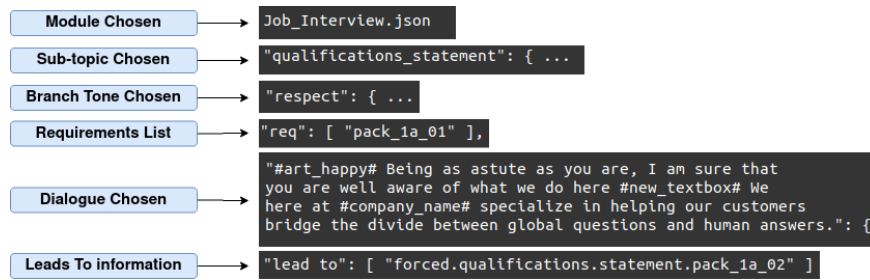 Module Chosen
Job_Interview.json
Sub-topic Chosen
"qualifications_statement": { ...
Branch Tone Chosen
"respect": { ...
Requirements List
"req": [ "pack_1a_01" ],
Dialogue Chosen
"#art_happy# Being as astute as you are, I am sure that
you are well aware of what we do here #new_textbox# We
here at #company_name# specialize in helping our customers
bridge the divide between global questions and human answers.": {
Leads To information
"lead to": [ "forced.qualifications.statement.pack_1a_02" ]